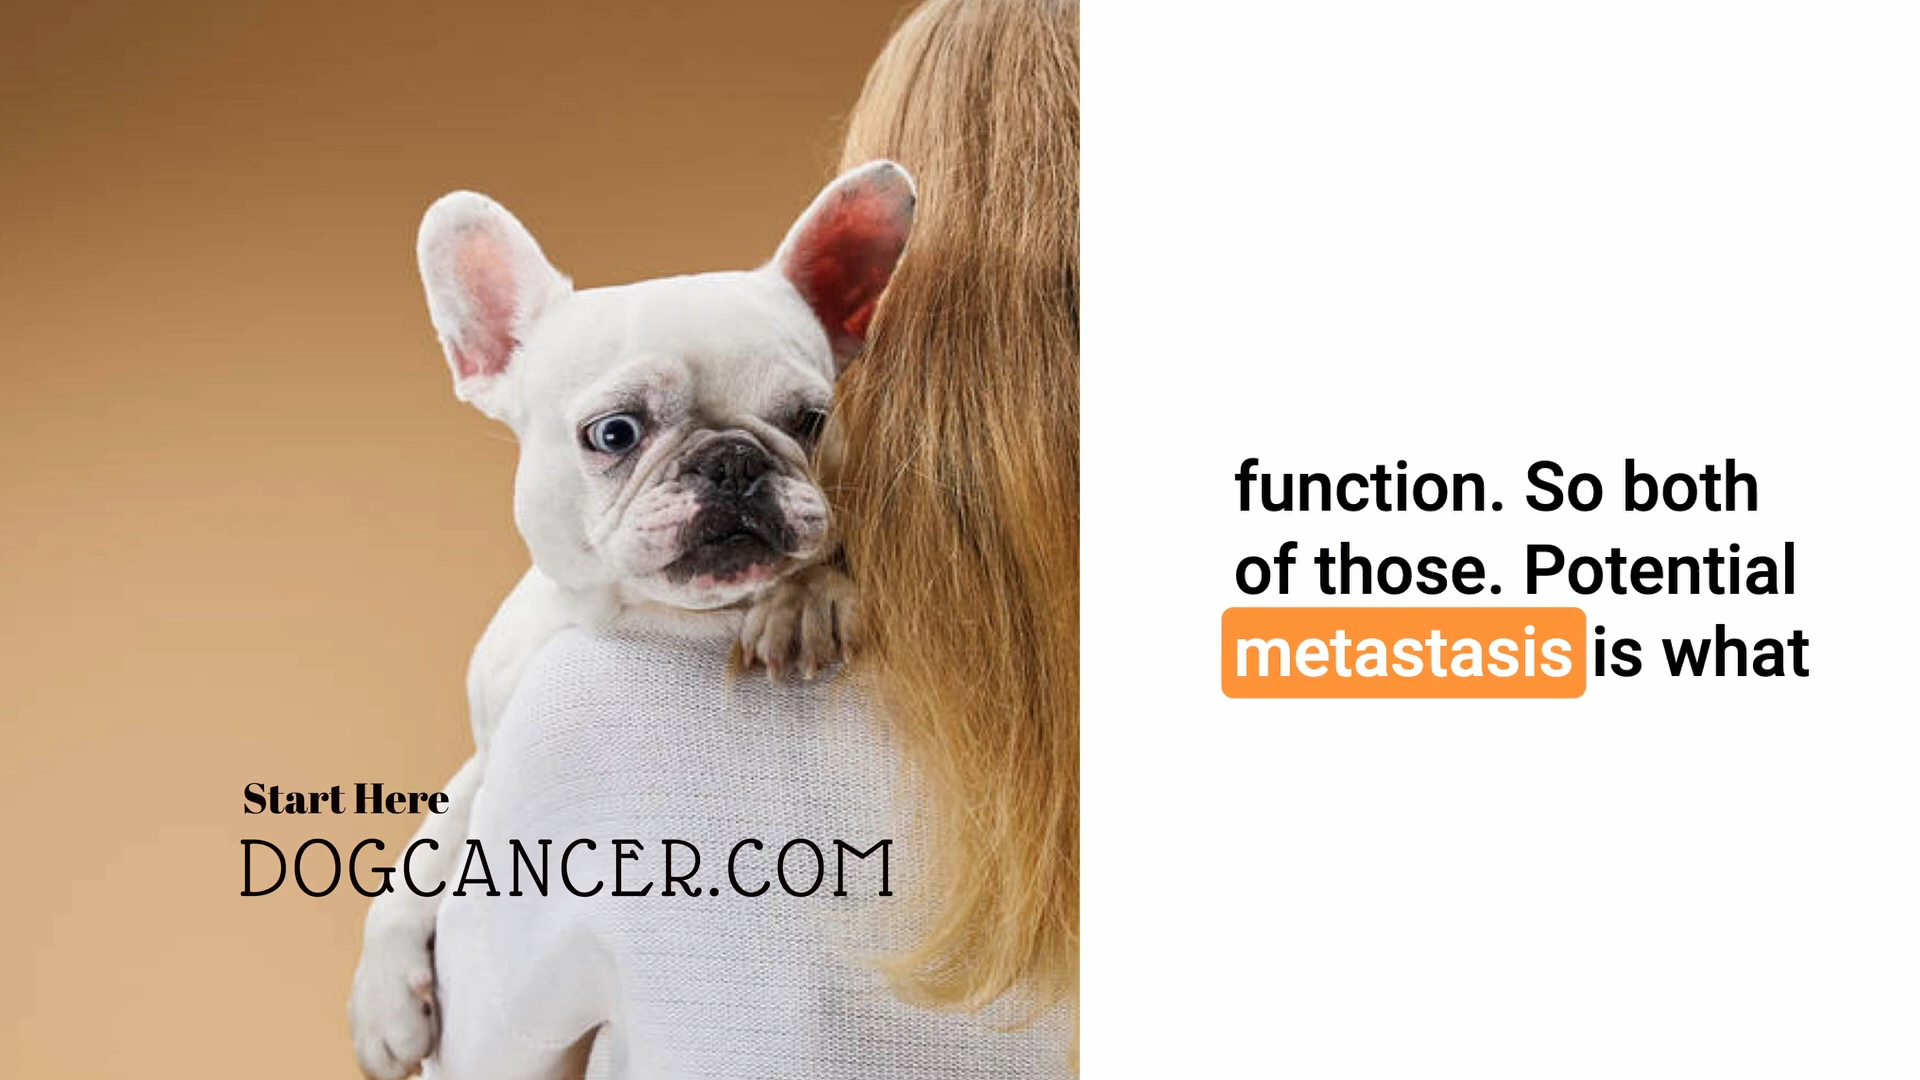 Start Here
DOGCANCER.COM
function. So both
of those. Potential
metastasis is what